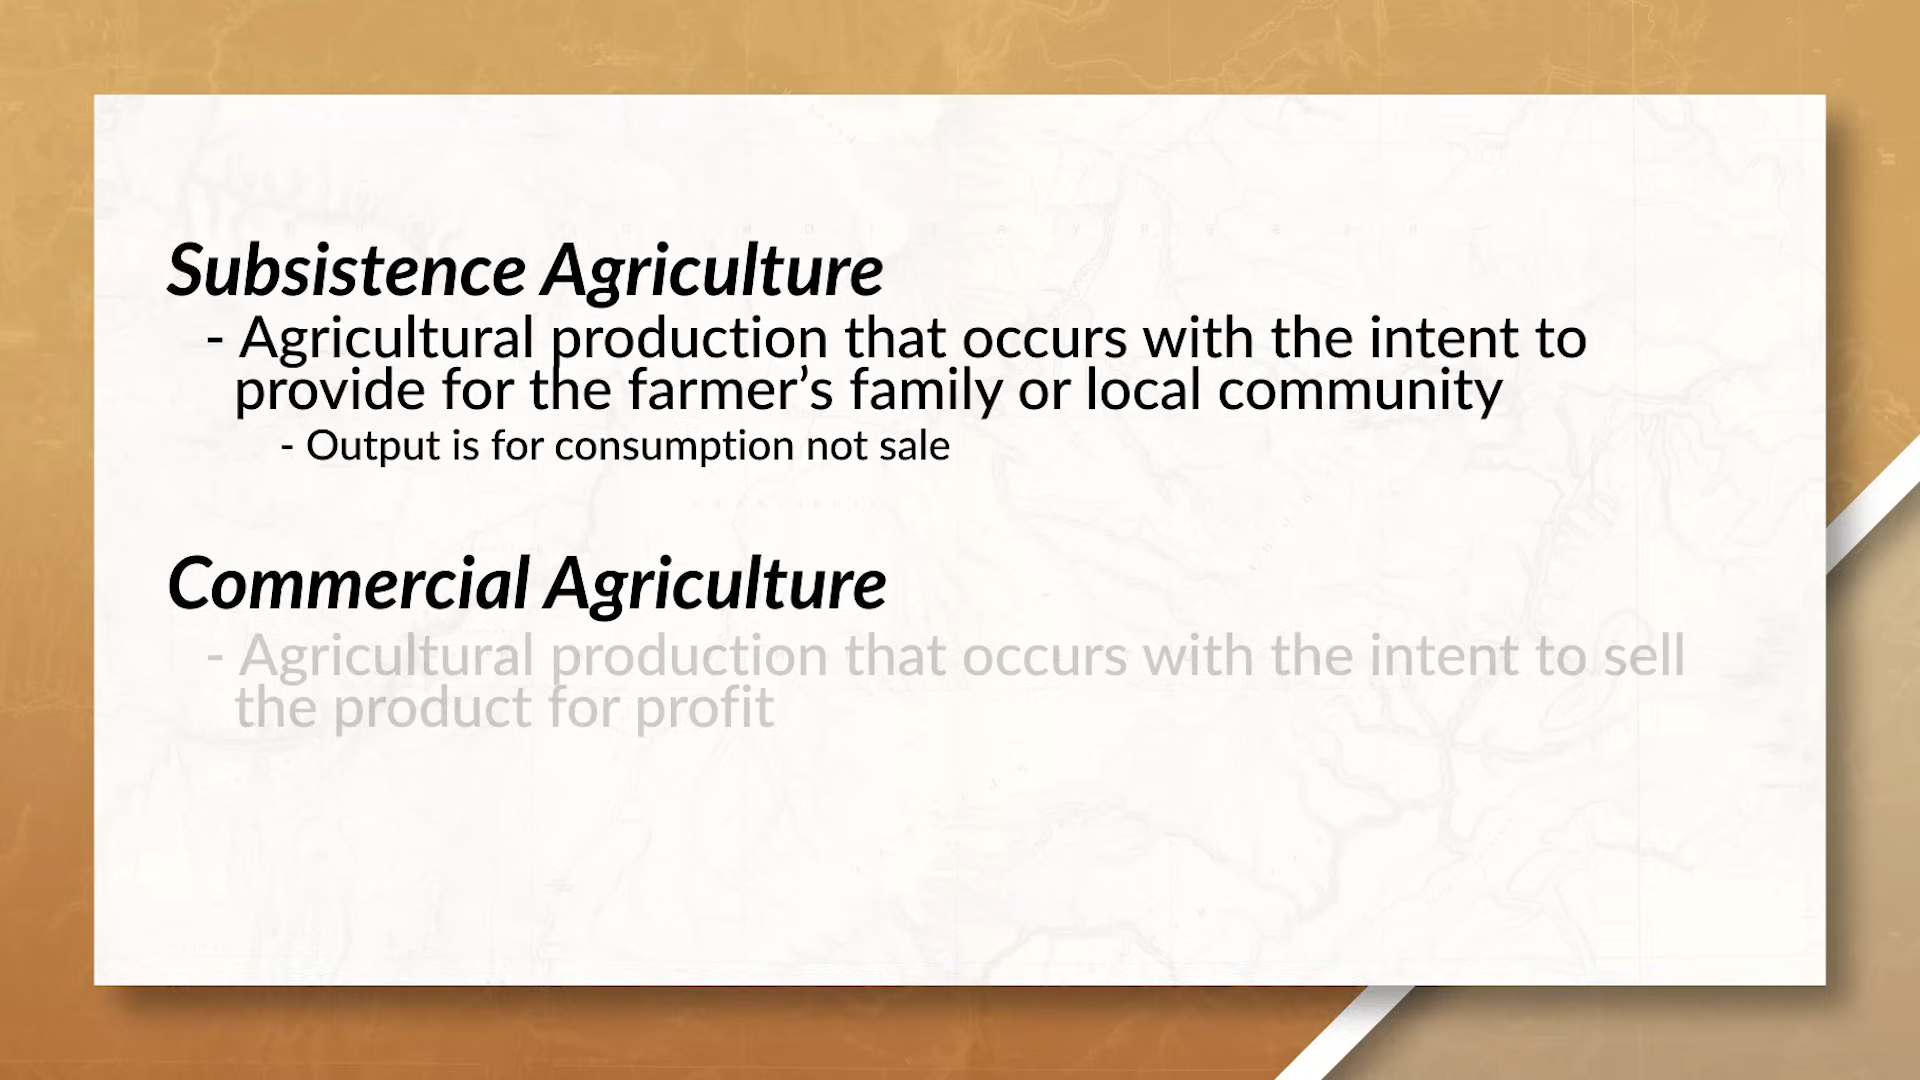 Subsistence Agriculture
- Agricultural production that occurs with the intent to
provide for the farmer’s family or local community
- Output is for consumption not sale
Commercial Agriculture
- Agricultural production that occurs with the intent to sell
the product for profit